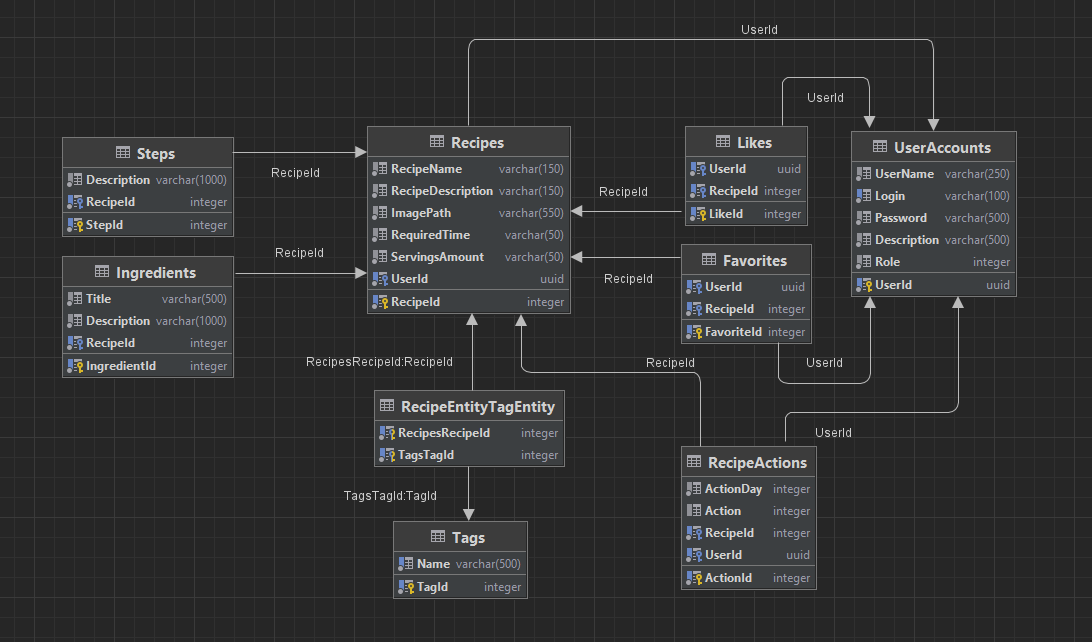 UserId
UserId
Steps
Description varchar(1000)
RecipeId integer
StepId integer
RecipeId
Recipes
RecipeName varchar(150)
RecipeDescription varchar(150)
ImagePath varchar(550)
RequiredTime varchar(50)
ServingsAmount varchar(50)
UserId uuid
RecipeId integer
Likes
UserId uuid
RecipeId integer
LikeId integer
RecipeId
UserAccounts
UserName varchar(250)
Login varchar(100)
Password varchar(500)
Description varchar(500)
Role integer
UserId uuid
Ingredients
Title varchar(500)
Description varchar(1000)
RecipeId integer
IngredientId integer
RecipeId
Favorites
UserId uuid
RecipeId integer
FavoriteId integer
RecipeId
RecipesRecipeId:RecipeId
RecipeId
UserId
RecipeEntityTagEntity
RecipesRecipeId integer
TagsTagId integer
UserId
RecipeActions
ActionDay integer
Action integer
RecipeId integer
UserId uuid
ActionId integer
TagsTagId:TagId
Tags
Name varchar(500)
TagId integer